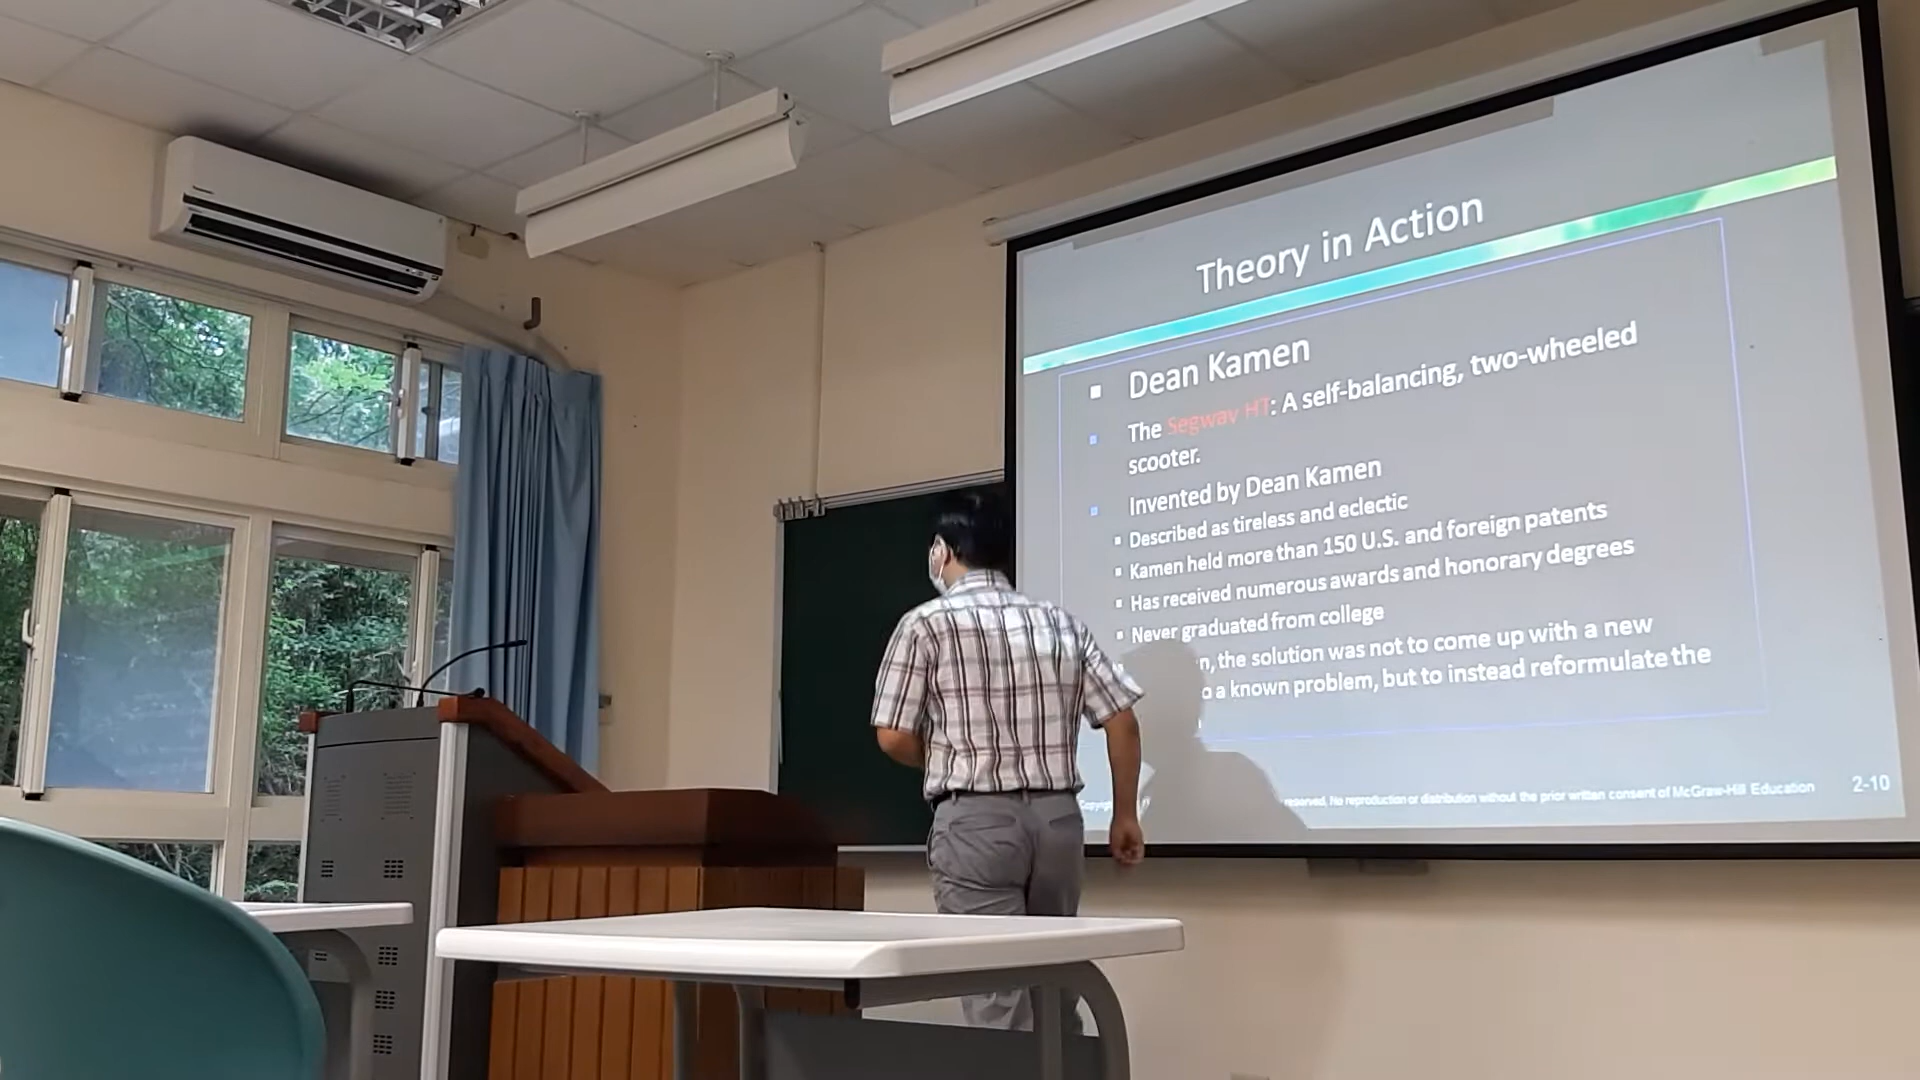 Theory in Action
Dean Kamen
The Segway HT: A self-balancing, two-wheeled
scooter.
Invented by Dean Kamen
Described as tireless and eclectic
Kamen held more than 150 U.S. and foreign patents
Has received numerous awards and honorary degrees
Never graduated from college
the solution was not to come up with a new
a known problem, but to instead reformulate the
reserved. No reproduction or distribution without the prior written consent of McGraw-Hill Education
2-10